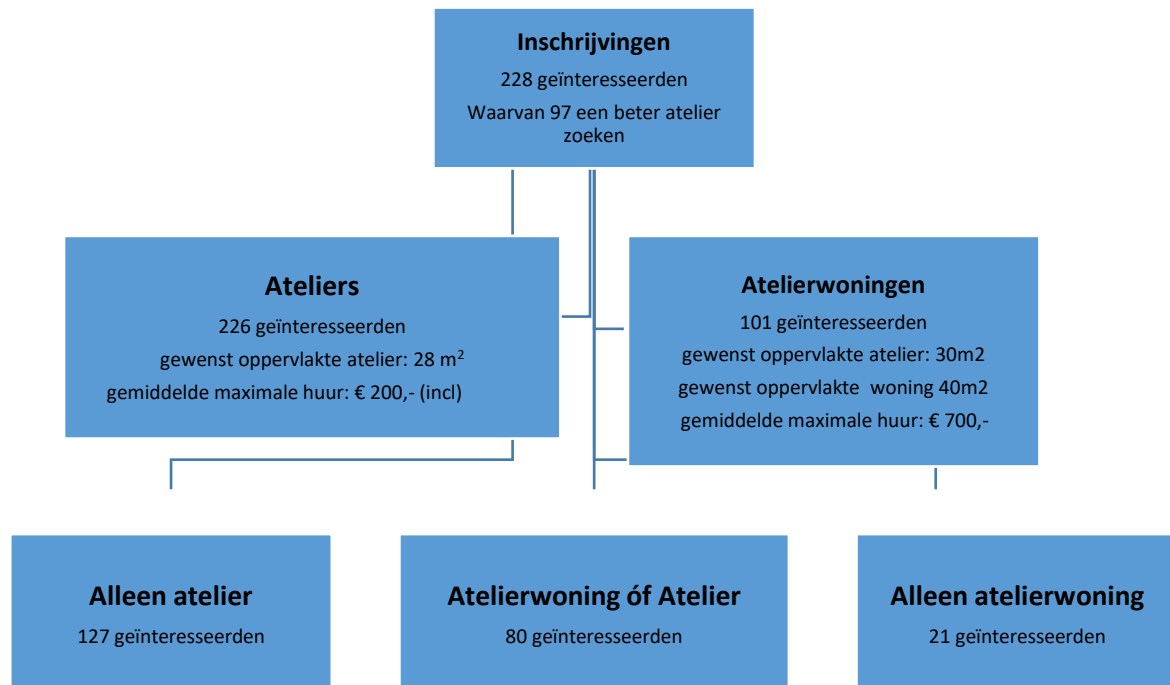 Inschrijvingen
228 geïnteresseerden
Waarvan 97 een beter atelier
zoeken
Ateliers
226 geïnteresseerden
gewenst oppervlakte atelier: 28 m²
gemiddelde maximale huur: € 200,- (incl)
Atelierwoningen
101 geïnteresseerden
gewenst oppervlakte atelier: 30m2
gewenst oppervlakte woning 40m2
gemiddelde maximale huur: € 700,-
Alleen atelier
127 geïnteresseerden
Atelierwoning óf Atelier
80 geïnteresseerden
Alleen atelierwoning
21 geïnteresseerden